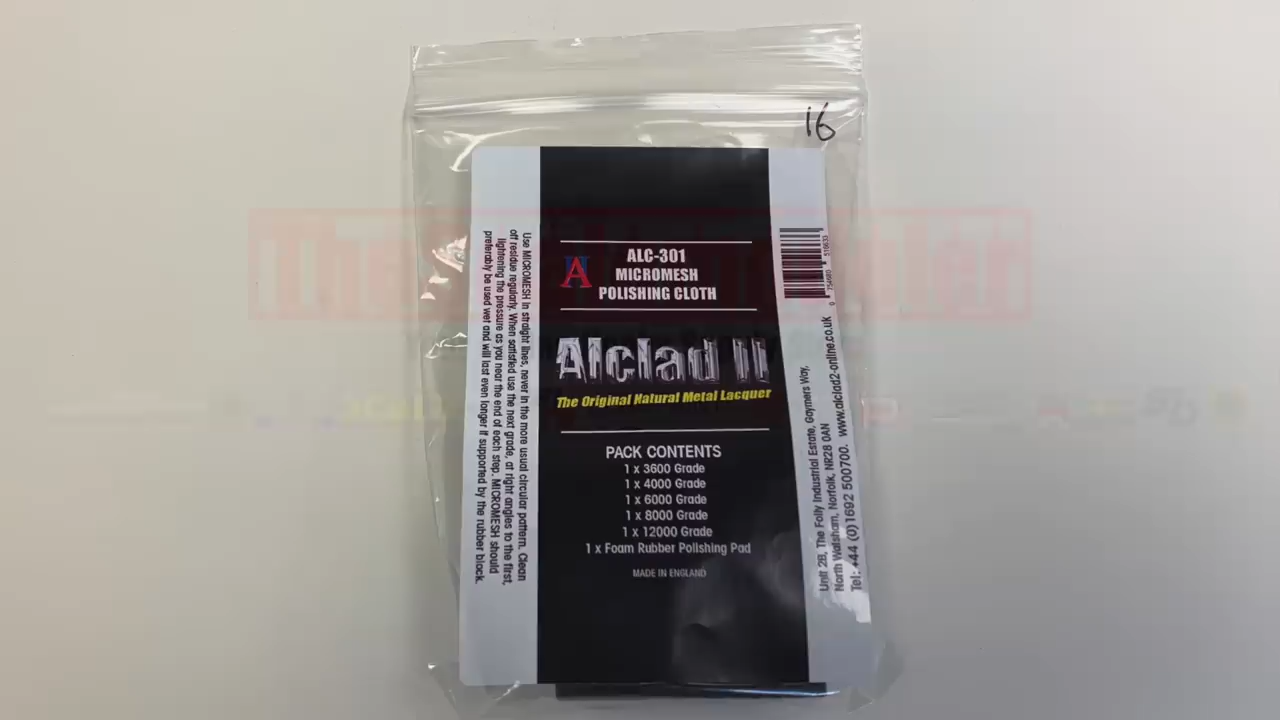 16
ALC-301
MICROMESH
POLISHING CLOTH
Alclad II
The Original Natural Metal Lacquer
PACK CONTENTS
1 x 3600 Grade
1 x 4000 Grade
1 x 6000 Grade
1 x 8000 Grade
1 x 12000 Grade
1 x Foam Rubber Polishing Pad
MADE IN ENGLAND
Use MICROMESH in straight lines, never in the more usual circular pattern. Clean
off residue regularly. When satisfied use the next grade, at right angles to the first,
lightening the pressure as you near the end of each step. MICROMESH should
preferably be used wet and will last even longer if supported by the rubber block.
Unit 2B, The Folly Industrial Estate, Gaymers Way,
North Walsham, Norfolk, NR28 0AN
Tel: +44 (0)1692 500700. www.alclad2-online.co.uk